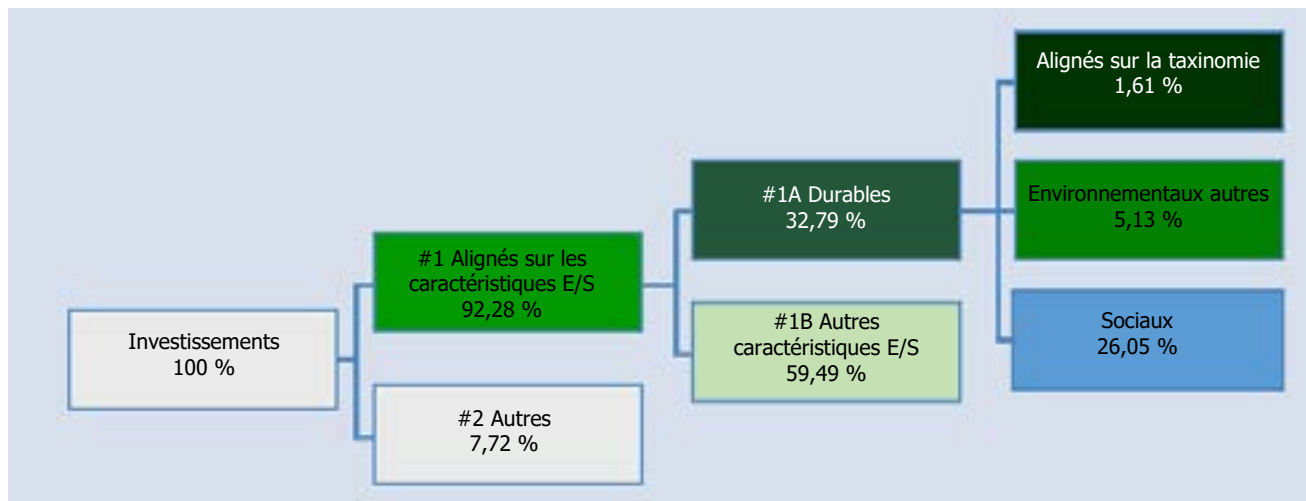 Investissements
100 %
#1 Alignés sur les
caractéristiques E/S
92,28 %
#2 Autres
7,72 %
#1A Durables
32,79 %
#1B Autres
caractéristiques E/S
59,49 %
Alignés sur la taxinomie
1,61 %
Environnementaux autres
5,13 %
Sociaux
26,05 %